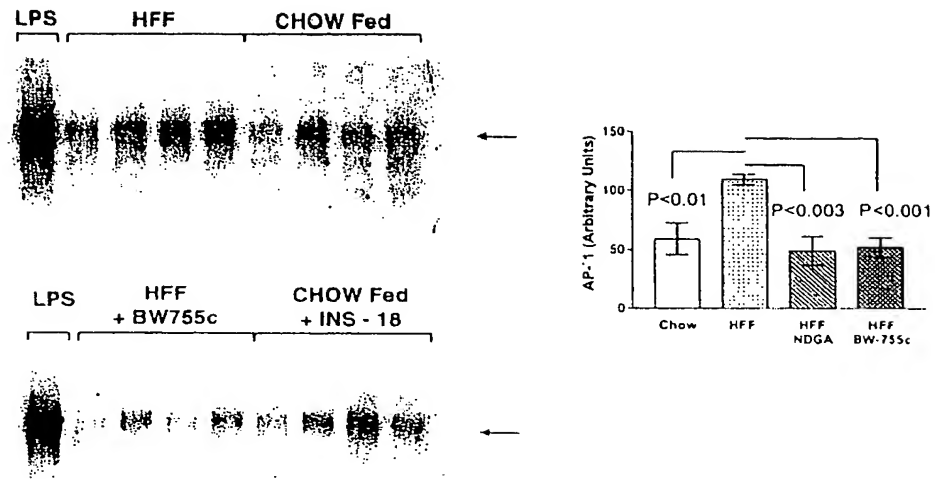 LPS HFF CHOW Fed
LPS HFF + BW755c CHOW Fed + INS - 18
AP-1 (Arbitrary Units)
150
100
50
0
P<0.01
P<0.003
P<0.001
Chow
HFF
HFF NDGA
HFF BW-755c